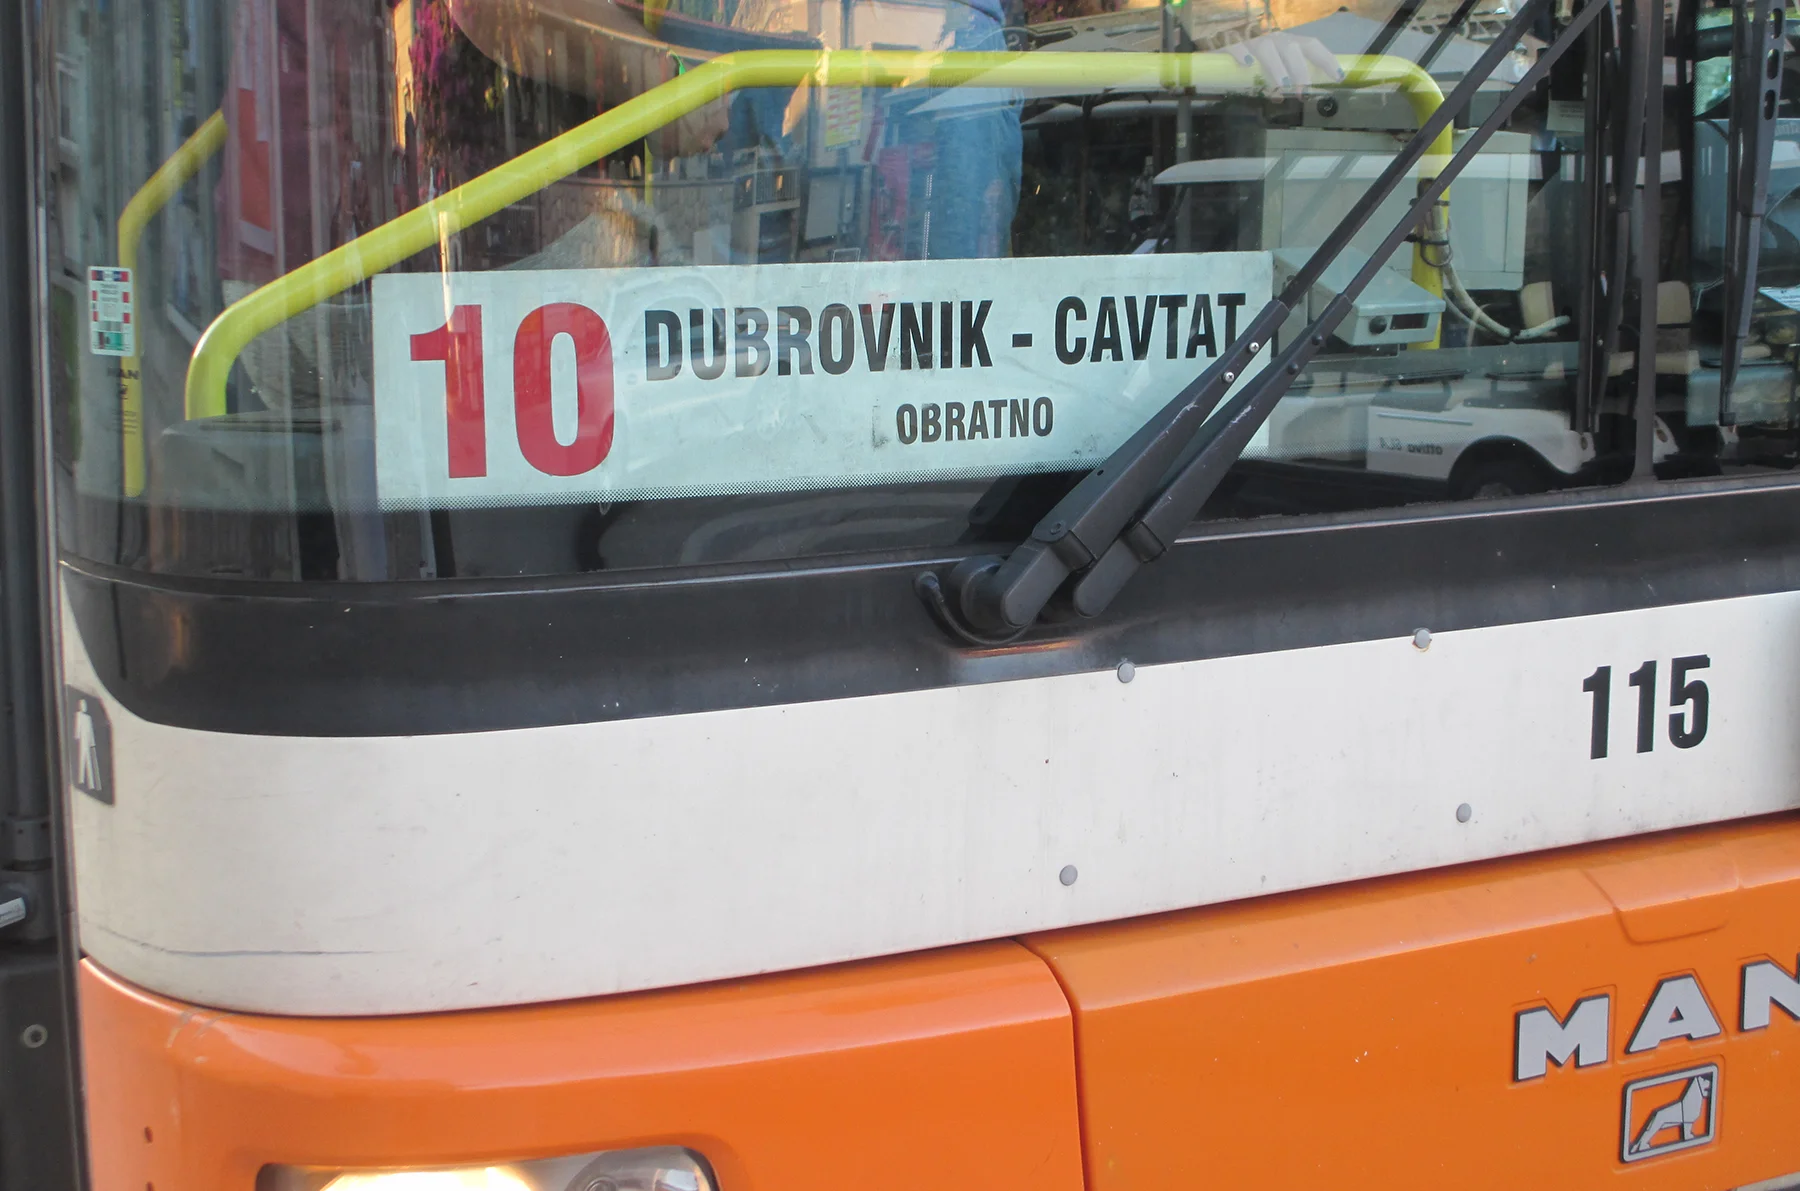 10 DUBROVNIK - CAVTAT
OBRATNO
115
MAN